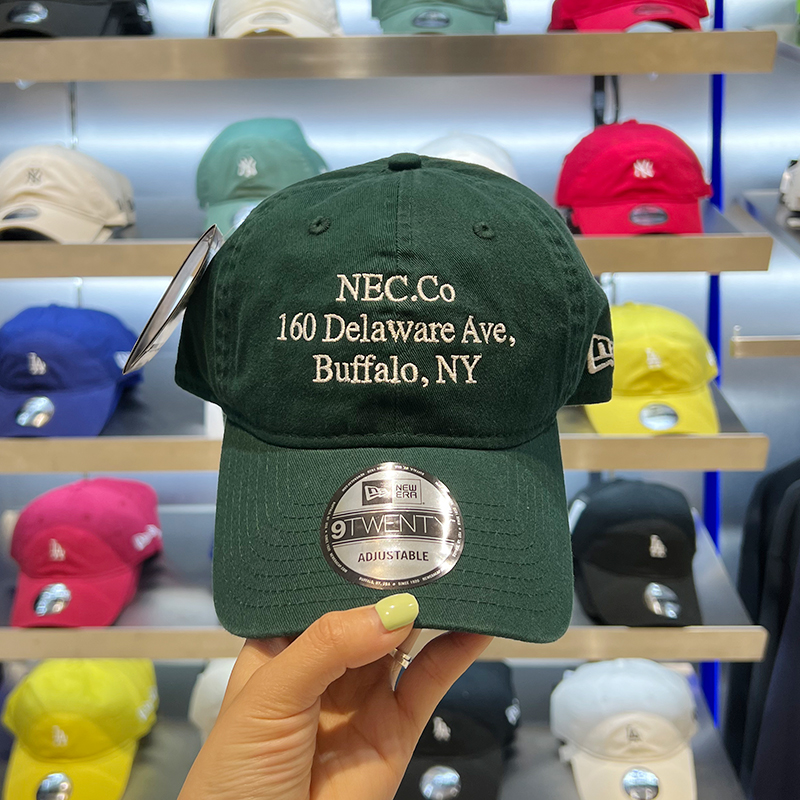 NEC.Co
160 Delaware Ave,
Buffalo, NY
NEW
ERA
9TWENTY
ADJUSTABLE